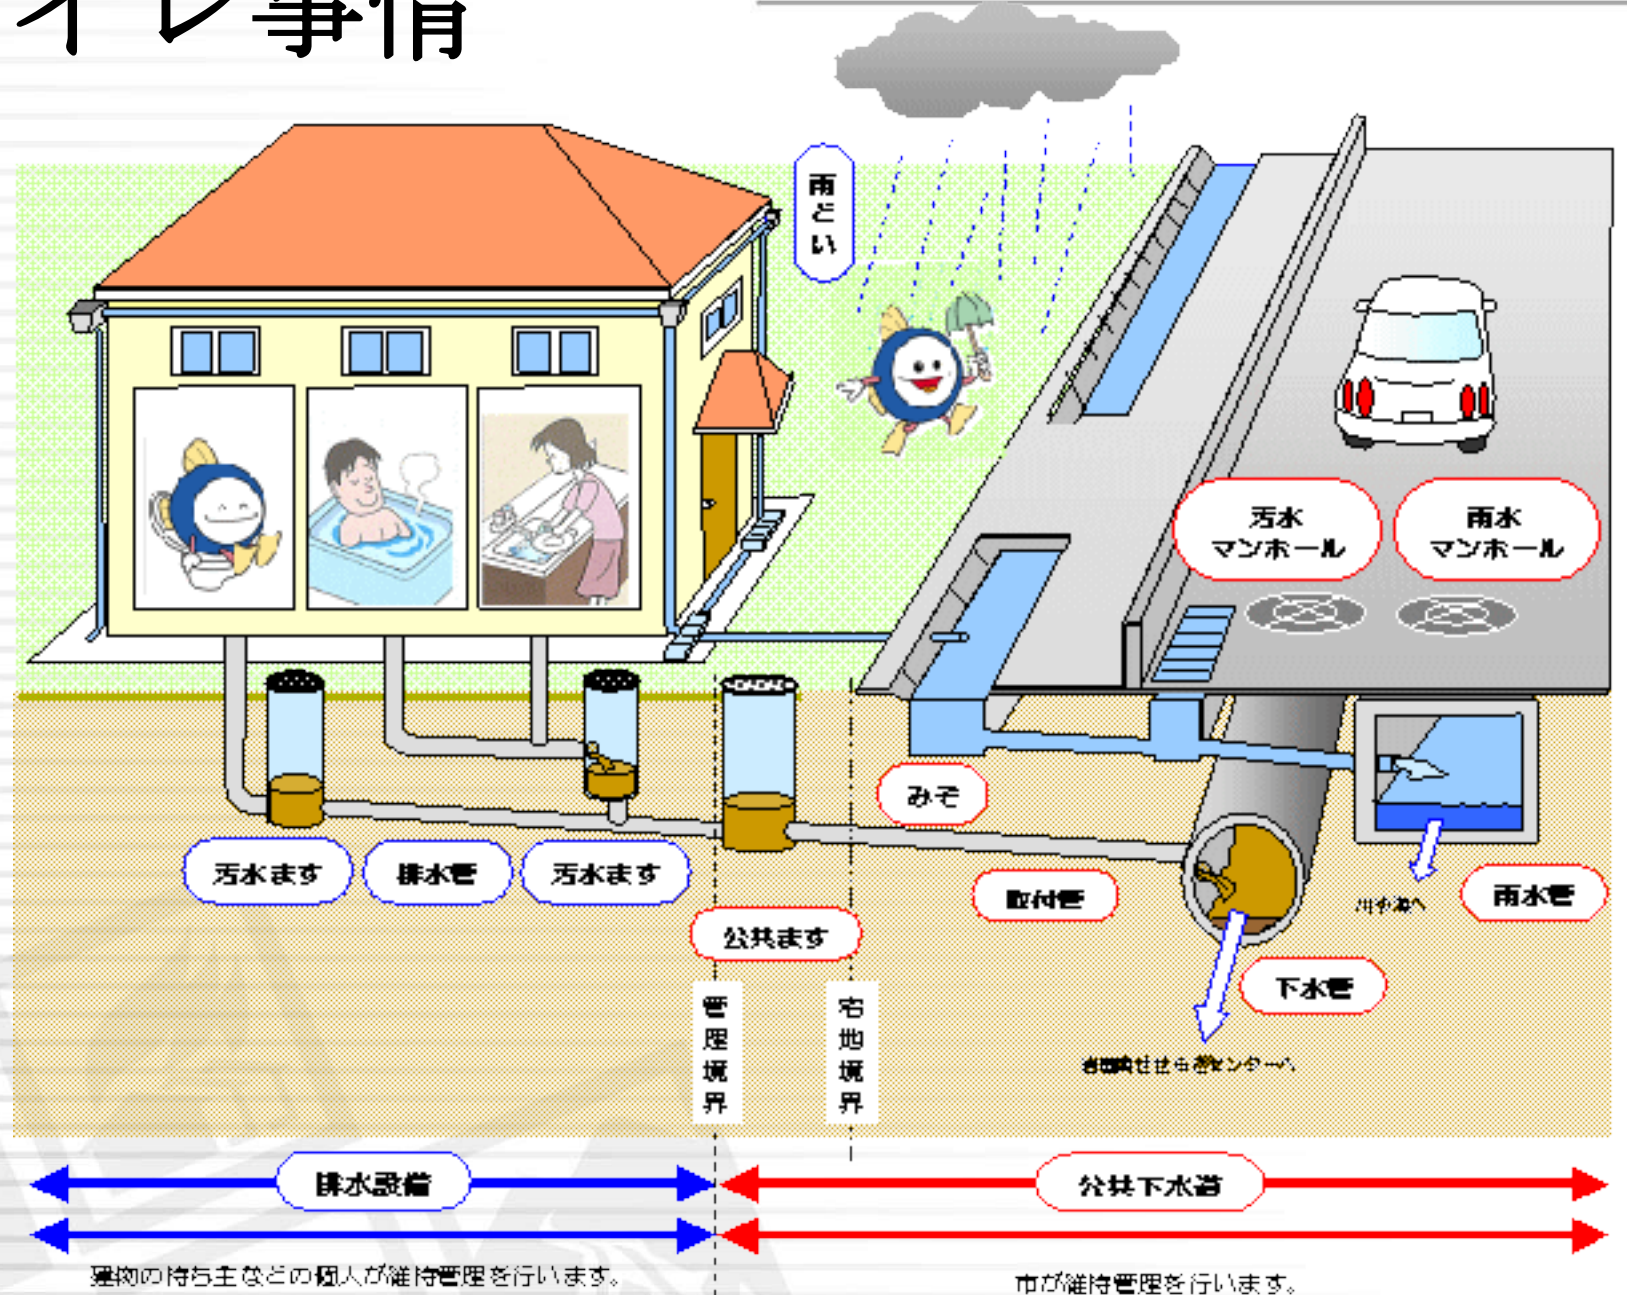 イレ事情
雨どい
汚水
マンホール
雨水
マンホール
みぞ
汚水ます
排水管
汚水ます
取付管
雨水管
公共ます
下水管
管理境界
宅地境界
排水設備
公共下水道
建物の持ち主などの個人が維持管理を行います。
市が維持管理を行います。